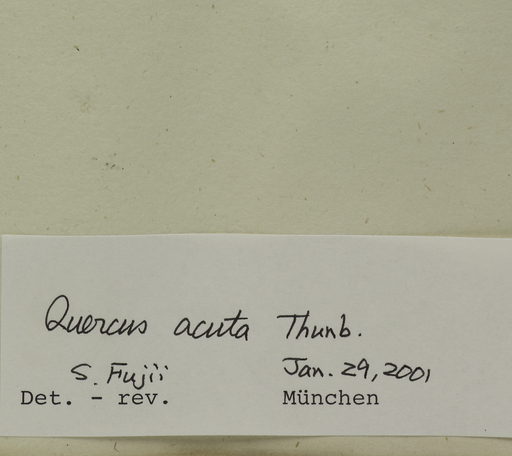 Quercus acuta Thunb.
S. Fujii Jan. 29, 2001
Det. - rev. München